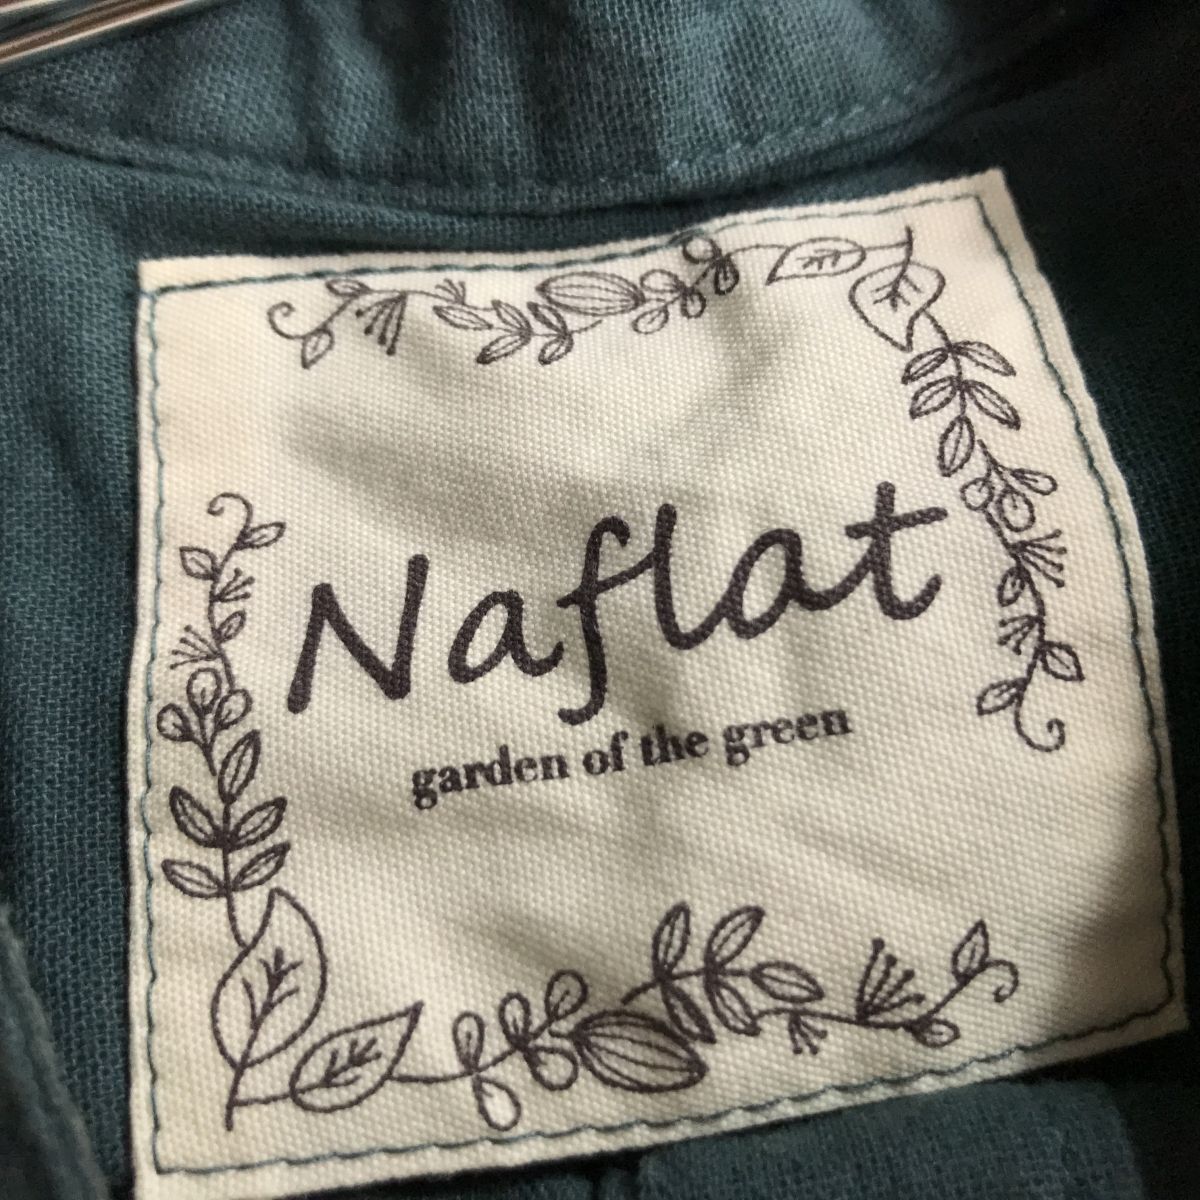 Naflat
garden of the green